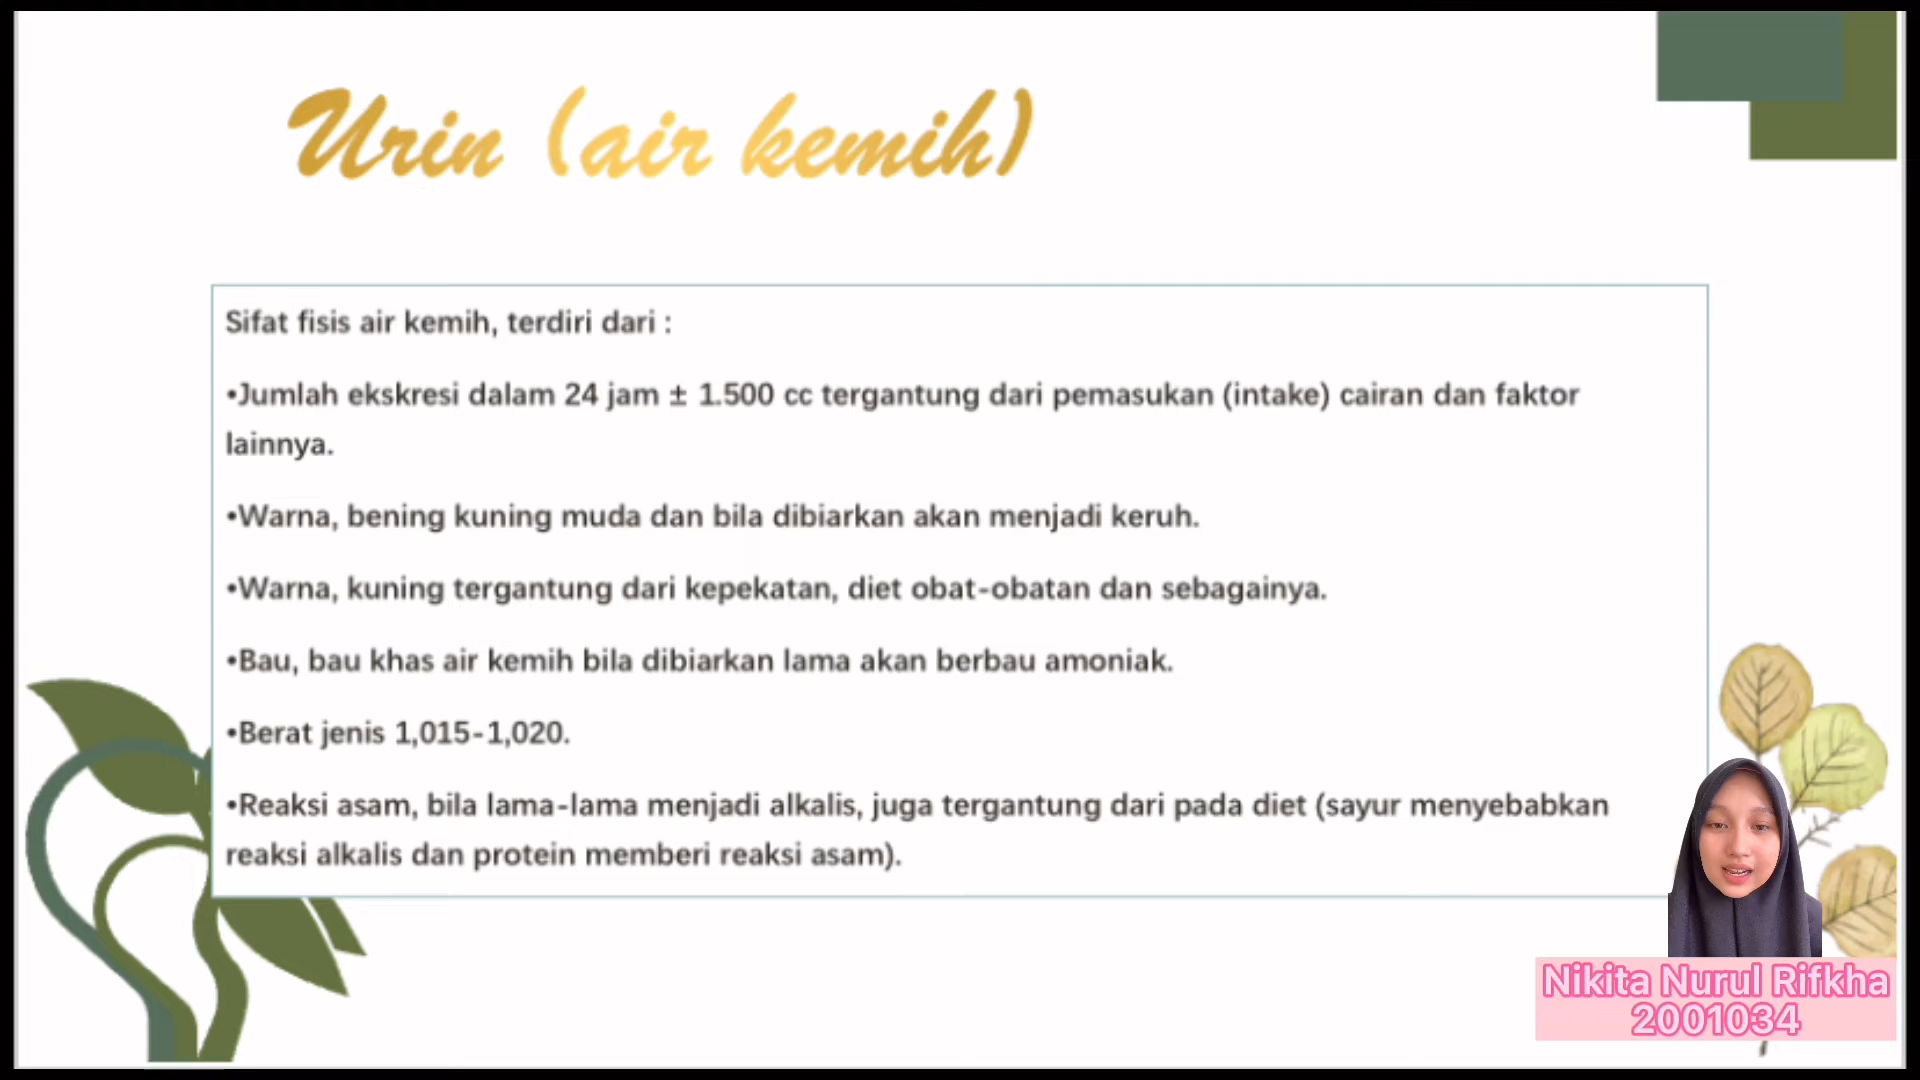 Urin (air kemih)
Sifat fisis air kemih, terdiri dari :
•Jumlah ekskresi dalam 24 jam ± 1.500 cc tergantung dari pemasukan (intake) cairan dan faktor
lainnya.
•Warna, bening kuning muda dan bila dibiarkan akan menjadi keruh.
•Warna, kuning tergantung dari kepekatan, diet obat-obatan dan sebagainya.
•Bau, bau khas air kemih bila dibiarkan lama akan berbau amoniak.
•Berat jenis 1,015-1,020.
•Reaksi asam, bila lama-lama menjadi alkalis, juga tergantung dari pada diet (sayur menyebabkan
reaksi alkalis dan protein memberi reaksi asam).
Nikita Nurul Rifkha
2001034